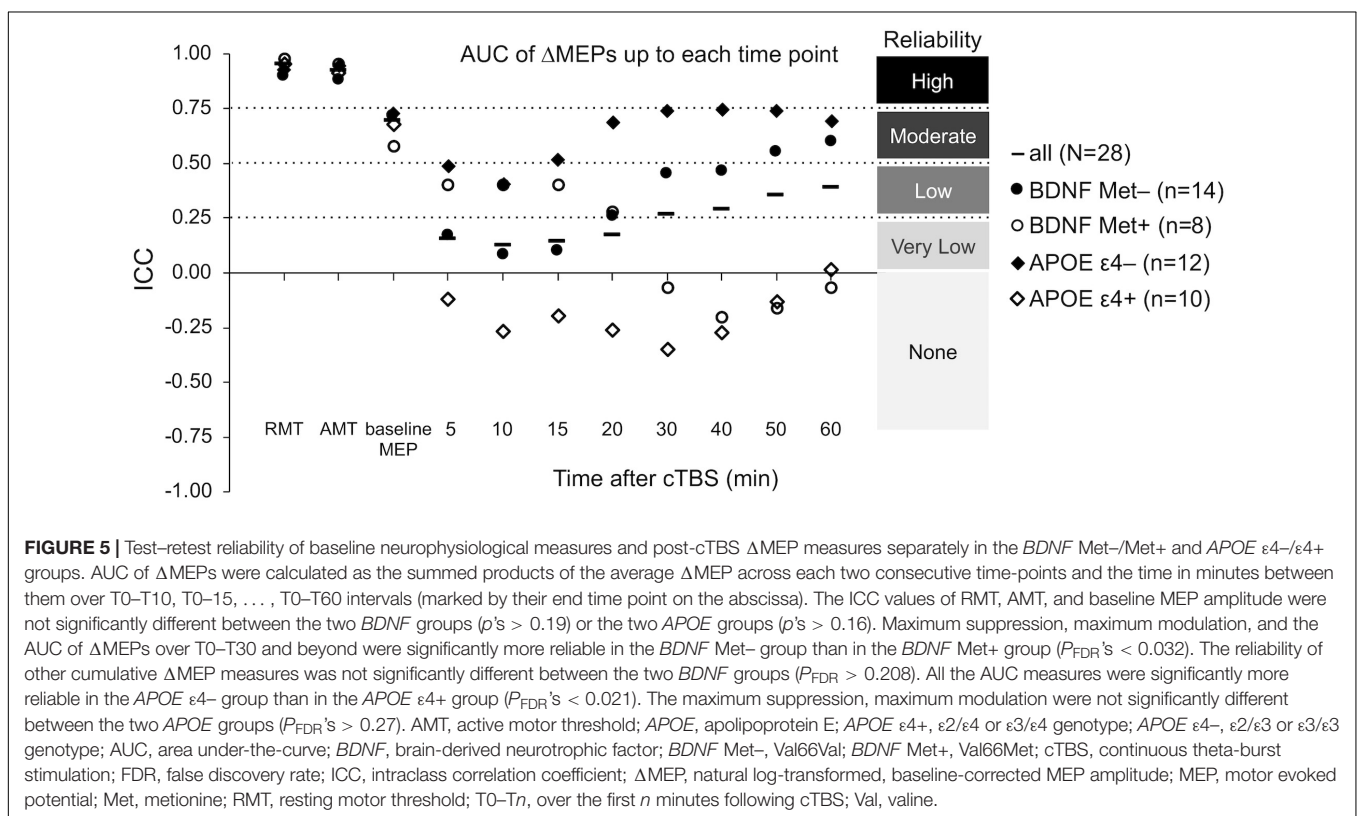 AUC of ΔMEPs up to each time point
Reliability
1.00
0.75
0.50
0.25
0.00
-0.25
-0.50
-0.75
-1.00
ICC
High
Moderate
Low
Very Low
None
all (N=28)
BDNF Met– (n=14)
BDNF Met+ (n=8)
APOE ε4– (n=12)
APOE ε4+ (n=10)
RMT AMT baseline MEP 5 10 15 20 30 40 50 60
Time after cTBS (min)
FIGURE 5 | Test–retest reliability of baseline neurophysiological measures and post-cTBS ΔMEP measures separately in the BDNF Met–/Met+ and APOE ε4–/ε4+
groups. AUC of ΔMEPs were calculated as the summed products of the average ΔMEP across each two consecutive time-points and the time in minutes between
them over T0–T10, T0–15, . . . , T0–T60 intervals (marked by their end time point on the abscissa). The ICC values of RMT, AMT, and baseline MEP amplitude were
not significantly different between the two BDNF groups (p's > 0.19) or the two APOE groups (p's > 0.16). Maximum suppression, maximum modulation, and the
AUC of ΔMEPs over T0–T30 and beyond were significantly more reliable in the BDNF Met– group than in the BDNF Met+ group (PFDR's < 0.032). The reliability of
other cumulative ΔMEP measures was not significantly different between the two BDNF groups (PFDR > 0.208). All the AUC measures were significantly more
reliable in the APOE ε4– group than in the APOE ε4+ group (PFDR's < 0.021). The maximum suppression, maximum modulation were not significantly different
between the two APOE groups (PFDR's > 0.27). AMT, active motor threshold; APOE, apolipoprotein E; APOE ε4+, ε2/ε4 or ε3/ε4 genotype; APOE ε4–, ε2/ε3 or ε3/ε3
genotype; AUC, area under-the-curve; BDNF, brain-derived neurotrophic factor; BDNF Met–, Val66Val; BDNF Met+, Val66Met; cTBS, continuous theta-burst
stimulation; FDR, false discovery rate; ICC, intraclass correlation coefficient; ΔMEP, natural log-transformed, baseline-corrected MEP amplitude; MEP, motor evoked
potential; Met, metionine; RMT, resting motor threshold; T0–Tn, over the first n minutes following cTBS; Val, valine.